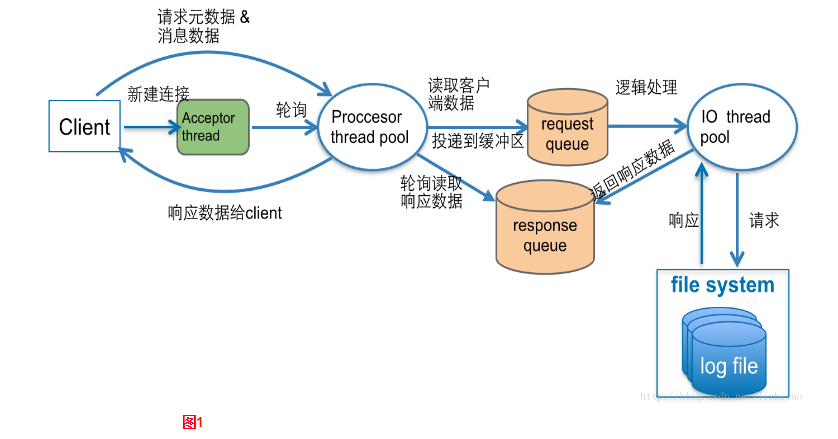 请求元数据 &
消息数据
新建连接
Client
Acceptor
thread
轮询
Proccesor
thread pool
读取客户
端数据
投递到缓冲区
request
queue
逻辑处理
IO thread
pool
响应数据给client
轮询读取
响应数据
response
queue
返回响应数据
响应
请求
file system
log file
图1